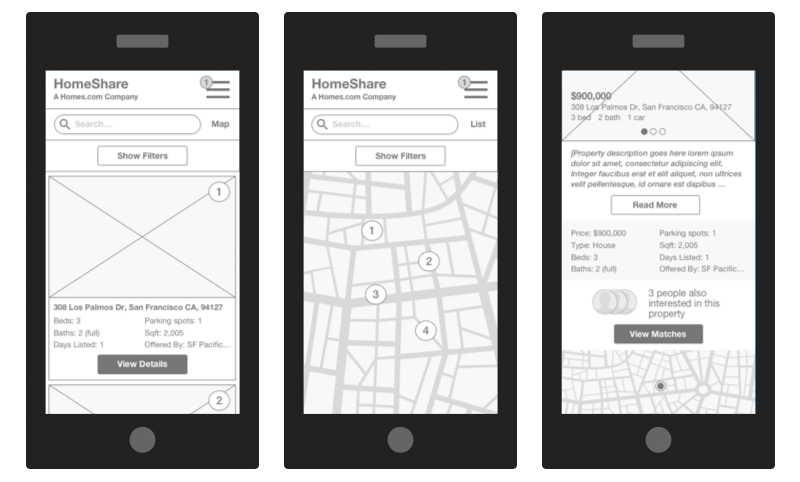 HomeShare
A Homes.com Company
1
Search...
Map
Show Filters
1
308 Los Palmos Dr, San Francisco CA, 94127
Beds: 3
Parking spots: 1
Baths: 2 (full)
Sqft: 2,005
Days Listed: 1
Offered By: SF Pacific...
View Details
2
HomeShare
A Homes.com Company
1
Search...
List
Show Filters
1
2
3
4
$900,000
308 Los Palmos Dr, San Francisco CA, 94127
3 bed 2 bath 1 car
[Property description goes here lorem ipsum
dolor sit amet, consectetur adipiscing elit.
Integer faucibus erat et elit aliquet, non ultrices
velit pellentesque, id ornare est dapibus ...
Read More
Price: $900,000
Parking spots: 1
Type: House
Sqft: 2,005
Beds: 3
Days Listed: 1
Baths: 2 (full)
Offered By: SF Pacific...
3 people also
interested in this
property
View Matches